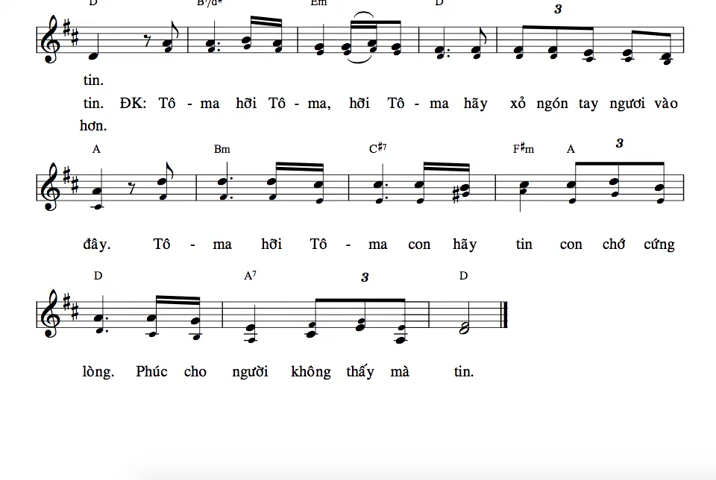 D B⁷/d# Em D
3
tin.
tin. ĐK: Tô - ma hỡi Tô - ma, hỡi Tô - ma hãy xỏ ngón tay ngươi vào
hơn.
A Bm C#7 F#m A
3
đây. Tô - ma hỡi Tô - ma con hãy tin con chớ cứng
D A7 D
3
lòng. Phúc cho người không thấy mà tin.